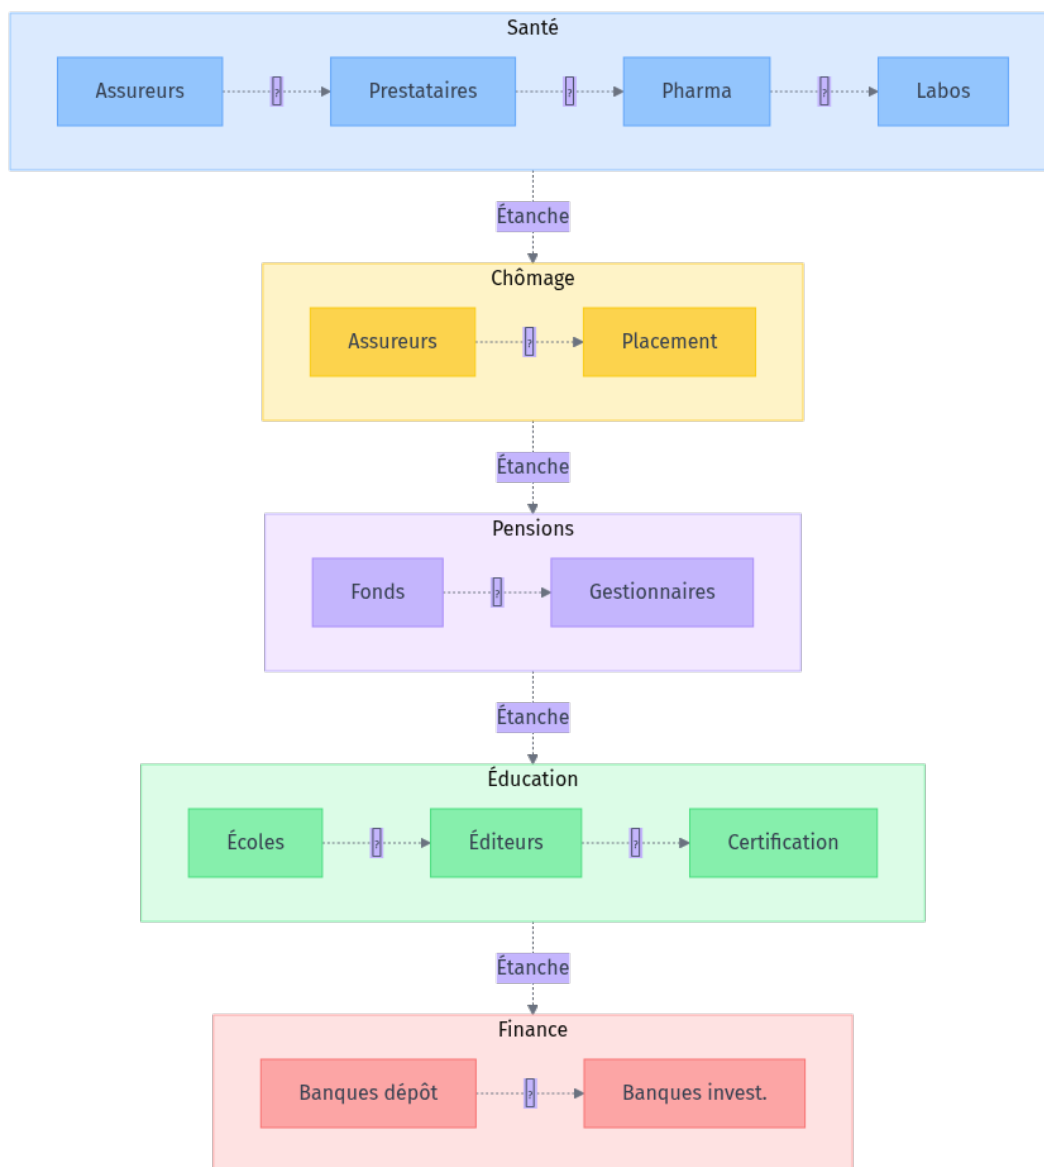 Santé
Assureurs ? Prestataires ? Pharma ? Labos
Étanche
Chômage
Assureurs ? Placement
Étanche
Pensions
Fonds ? Gestionnaires
Étanche
Éducation
Écoles ? Éditeurs ? Certification
Étanche
Finance
Banques dépôt ? Banques invest.